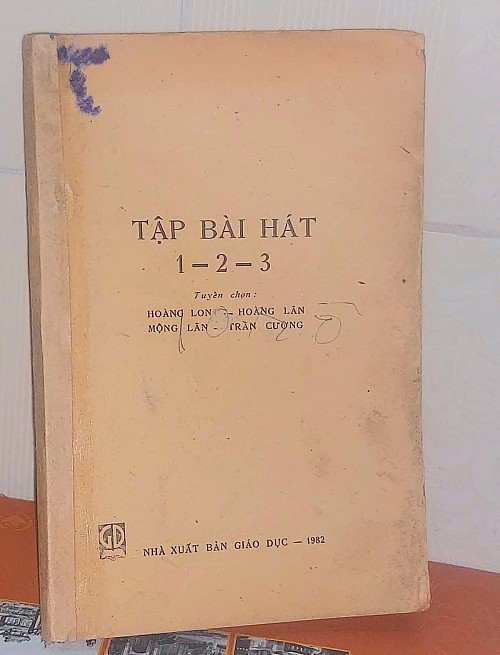 TẬP BÀI HÁT
1 - 2 - 3
Tuyển chọn:
HOÀNG LONG - HOÀNG LÂN
MỘNG LÂN - TRẦN CƯỜNG
GD
NHÀ XUẤT BẢN GIÁO DỤC — 1982